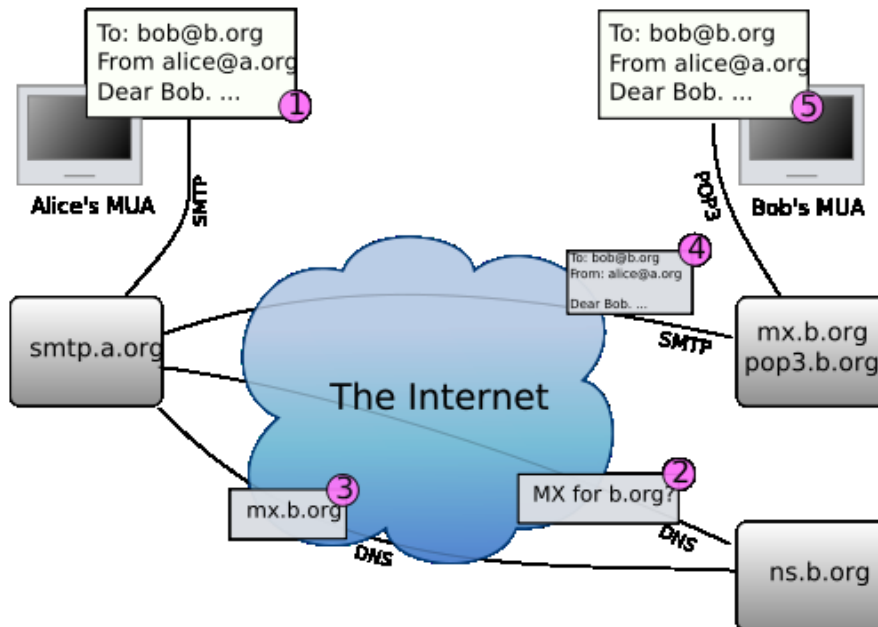 To: bob@b.org
From alice@a.org
Dear Bob. ...
1
Alice's MUA
SMTP
To: bob@b.org
From alice@a.org
Dear Bob. ...
5
Bob's MUA
POP3
To: bob@b.org
From: alice@a.org
Dear Bob. ...
4
SMTP
smtp.a.org
mx.b.org
pop3.b.org
The Internet
MX for b.org?
2
DNS
mx.b.org
3
DNS
ns.b.org